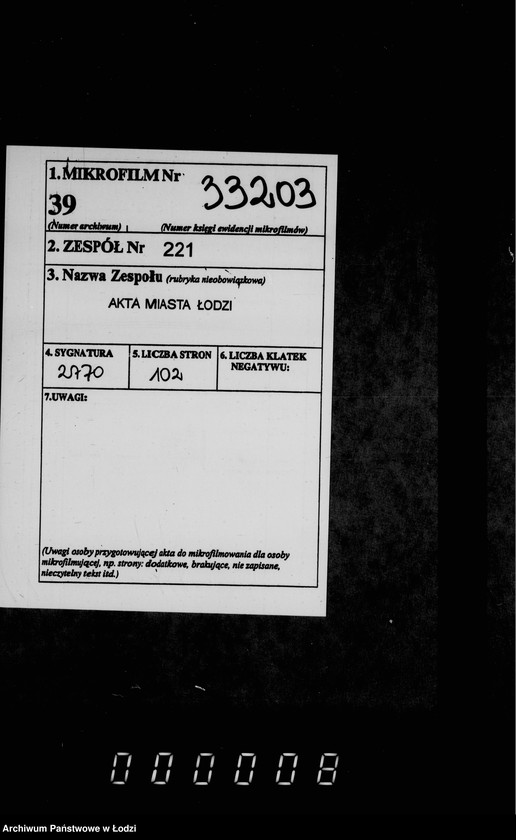 1. MIKROFILM Nr 33203
39
(Numer archiwum) (Numer księgi ewidencji mikrofilmów)
2. ZESPÓŁ Nr 221
3. Nazwa Zespołu (rubryka nieobowiązkowa)
AKTA MIASTA ŁODZI
4. SYGNATURA 5. LICZBA STRON 6. LICZBA KLATEK
NEGATYWU:
2770 102
7.UWAGI:
(Uwagi osoby przygotowującej akta do mikrofilmowania dla osoby
mikrofilmującej, np. strony: dodatkowe, brakujące, nie zapisane,
nieczytelny tekst itd.)
000008
Archiwum Państwowe w Łodzi